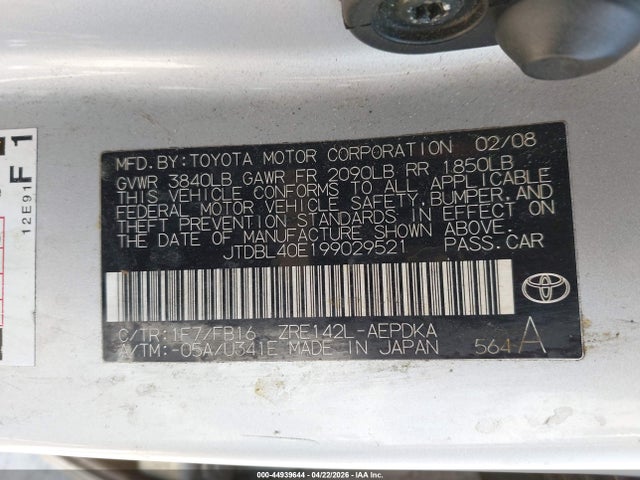 MFD. BY: TOYOTA MOTOR CORPORATION 02/08
GVWR 3840LB GAWR FR 2090LB RR 1850LB
THIS VEHICLE CONFORMS TO ALL APPLICABLE
FEDERAL MOTOR VEHICLE SAFETY, BUMPER, AND
THEFT PREVENTION STANDARDS IN EFFECT ON
THE DATE OF MANUFACTURE SHOWN ABOVE.
JTDBL40E199029521 PASS. CAR
C/TR: 1F7/FB16 ZRE142L-AEPDKA
A/TM: -05A/U341E MADE IN JAPAN 564 A
F 1
12E91
000-44939644 | 04/22/2026 | IAA, Inc.